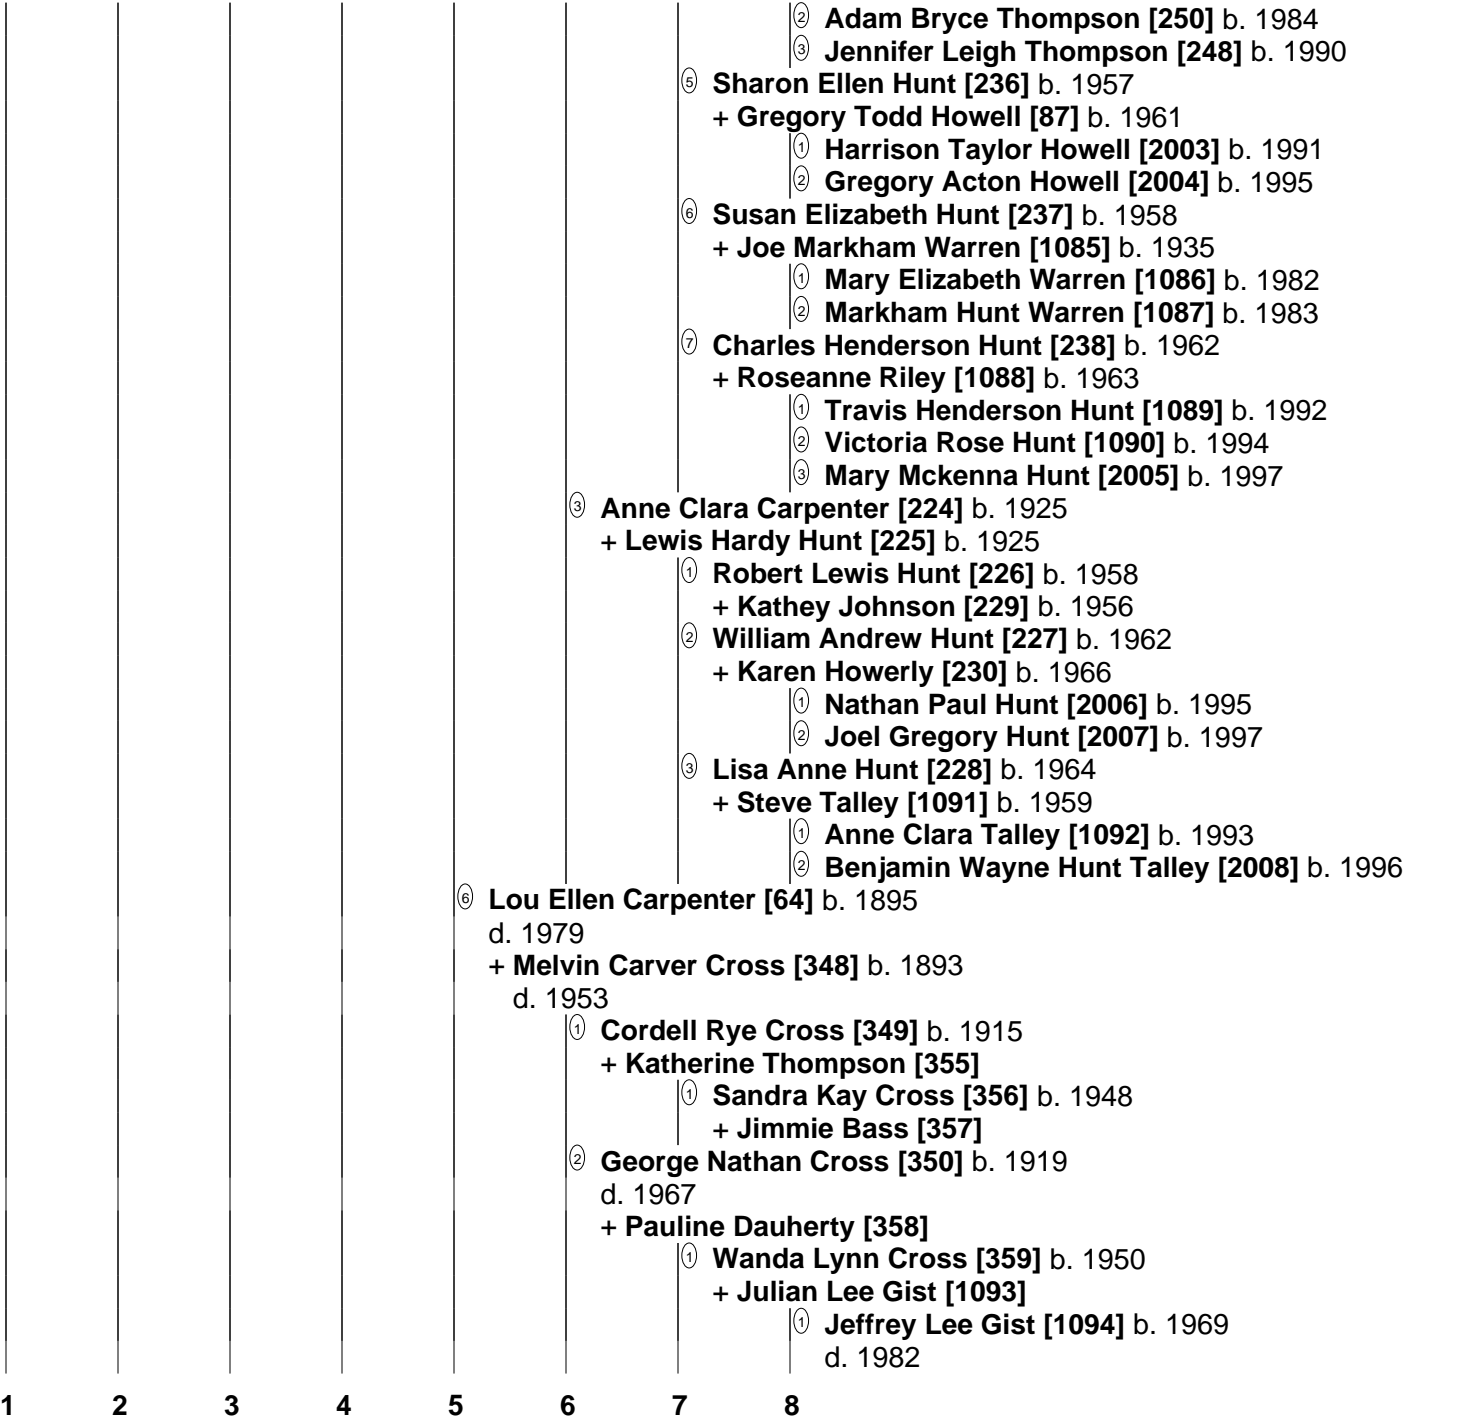 2 Adam Bryce Thompson [250] b. 1984
3 Jennifer Leigh Thompson [248] b. 1990
5 Sharon Ellen Hunt [236] b. 1957
+ Gregory Todd Howell [87] b. 1961
1 Harrison Taylor Howell [2003] b. 1991
2 Gregory Acton Howell [2004] b. 1995
6 Susan Elizabeth Hunt [237] b. 1958
+ Joe Markham Warren [1085] b. 1935
1 Mary Elizabeth Warren [1086] b. 1982
2 Markham Hunt Warren [1087] b. 1983
7 Charles Henderson Hunt [238] b. 1962
+ Roseanne Riley [1088] b. 1963
1 Travis Henderson Hunt [1089] b. 1992
2 Victoria Rose Hunt [1090] b. 1994
3 Mary Mckenna Hunt [2005] b. 1997
3 Anne Clara Carpenter [224] b. 1925
+ Lewis Hardy Hunt [225] b. 1925
1 Robert Lewis Hunt [226] b. 1958
+ Kathey Johnson [229] b. 1956
2 William Andrew Hunt [227] b. 1962
+ Karen Howerly [230] b. 1966
1 Nathan Paul Hunt [2006] b. 1995
2 Joel Gregory Hunt [2007] b. 1997
3 Lisa Anne Hunt [228] b. 1964
+ Steve Talley [1091] b. 1959
1 Anne Clara Talley [1092] b. 1993
2 Benjamin Wayne Hunt Talley [2008] b. 1996
6 Lou Ellen Carpenter [64] b. 1895
d. 1979
+ Melvin Carver Cross [348] b. 1893
d. 1953
1 Cordell Rye Cross [349] b. 1915
+ Katherine Thompson [355]
1 Sandra Kay Cross [356] b. 1948
+ Jimmie Bass [357]
2 George Nathan Cross [350] b. 1919
d. 1967
+ Pauline Dauherty [358]
1 Wanda Lynn Cross [359] b. 1950
+ Julian Lee Gist [1093]
1 Jeffrey Lee Gist [1094] b. 1969
d. 1982
1 2 3 4 5 6 7 8